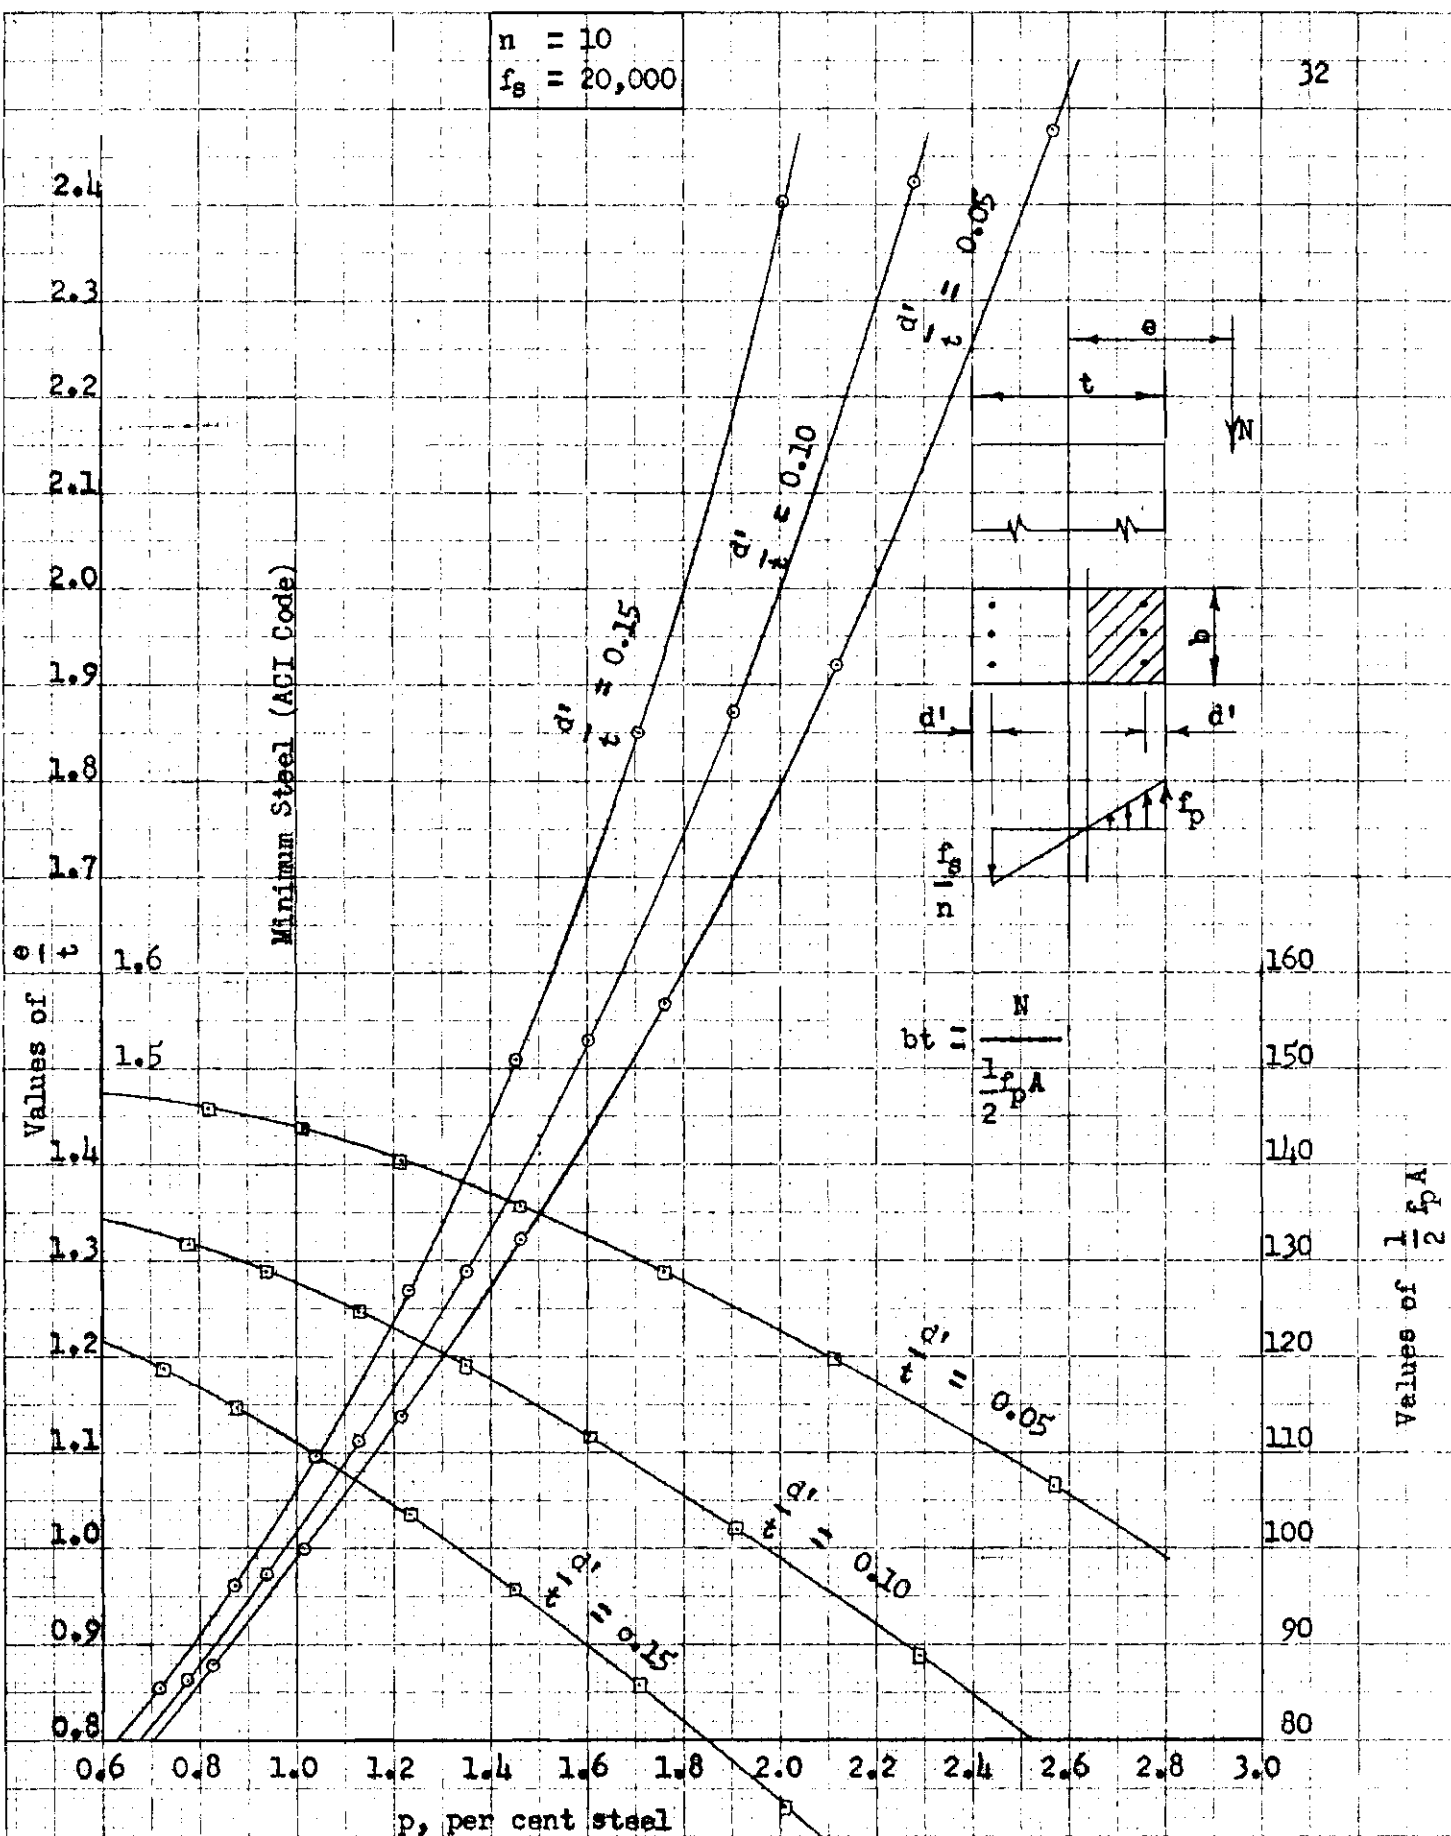 n = 10
f_s = 20,000
32
2.4
2.3
2.2
2.1
2.0
1.9
1.8
1.7
1.6
1.5
1.4
1.3
1.2
1.1
1.0
0.9
0.8
Values of e/t
Minimum Steel (ACI Code)
d'/t = 0.15
d'/t = 0.10
d'/t = 0.05
e
t
N
b
d'
d'
f_p
f_s/n
bt = N / (1/2 f_p A)
160
150
140
130
120
110
100
90
80
Values of 1/2 f_p A
d'/t = 0.05
d'/t = 0.10
d'/t = 0.15
0.6 0.8 1.0 1.2 1.4 1.6 1.8 2.0 2.2 2.4 2.6 2.8 3.0
p, per cent steel